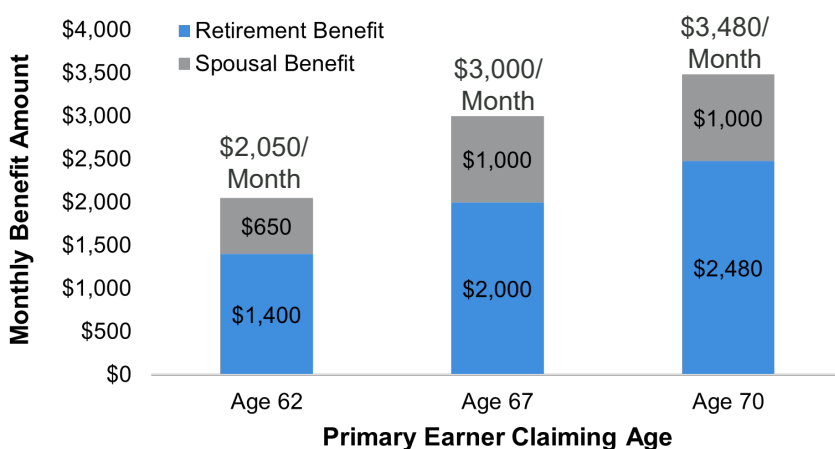 $4,000
$3,500
$3,000
$2,500
$2,000
$1,500
$1,000
$500
$0
Monthly Benefit Amount
Retirement Benefit
Spousal Benefit
$2,050/
Month
$650
$1,400
$3,000/
Month
$1,000
$2,000
$3,480/
Month
$1,000
$2,480
Age 62
Age 67
Age 70
Primary Earner Claiming Age